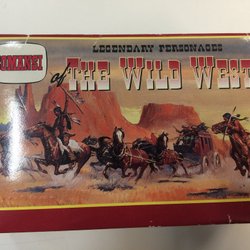 COMANSI
LEGENDARY PERSONAGES
of THE WILD WEST